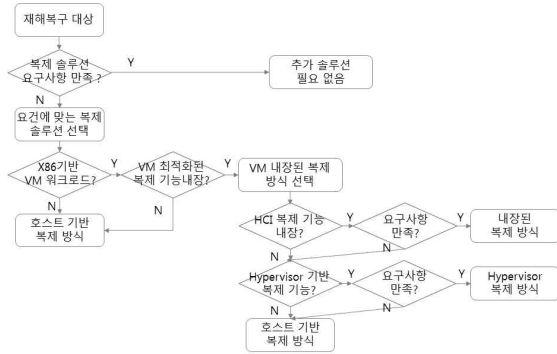 재해복구 대상
복제 솔루션
요구사항 만족 ?
Y
추가 솔루션
필요 없음
N
요건에 맞는 복제
솔루션 선택
X86기반
VM 워크로드?
Y
VM 최적화된
복제 기능내장?
Y
VM 내장된 복제
방식 선택
N
N
호스트 기반
복제 방식
HCI 복제 기능
내장?
Y
요구사항
만족?
Y
내장된
복제 방식
N
N
Hypervisor 기반
복제 기능?
Y
요구사항
만족?
Y
Hypervisor
복제 방식
N
N
호스트 기반
복제 방식